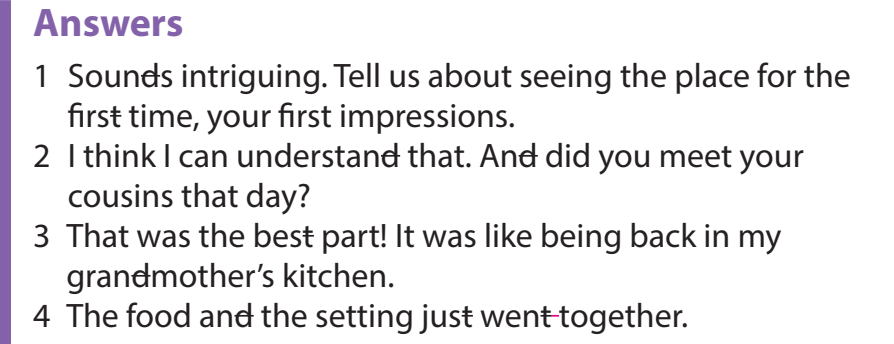 Answers
1 Sounds intriguing. Tell us about seeing the place for the
first time, your first impressions.
2 I think I can understand that. And did you meet your
cousins that day?
3 That was the best part! It was like being back in my
grandmother’s kitchen.
4 The food and the setting just went together.